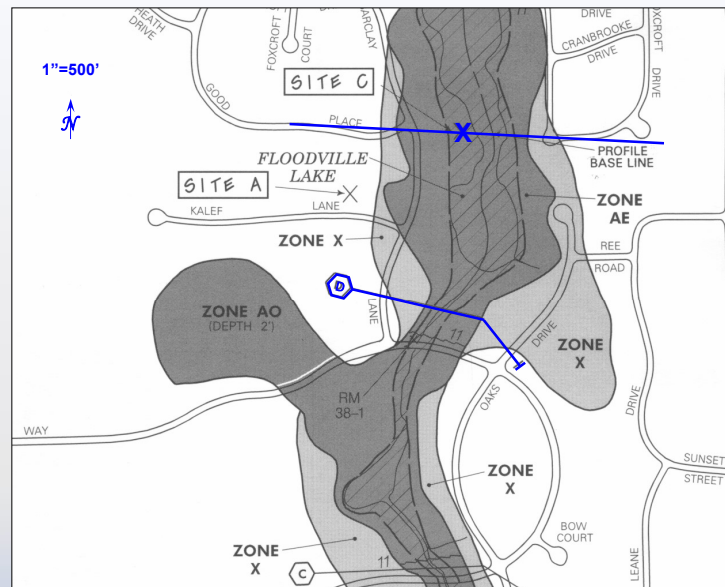 HEATH
DRIVE
FOXCROFT
COURT
BARCLAY
11
DRIVE
CRANBROOKE
DRIVE
FOXCROFT
DRIVE
1”=500’
N
GOOD
PLACE
SITE C
X
PROFILE
BASE LINE
FLOODVILLE
LAKE
SITE A
X
KALEF
LANE
ZONE X
ZONE
AE
REE
ROAD
D
ZONE AO
(DEPTH 2')
LANE
11
DRIVE
ZONE
X
RM
38–1
OAKS
DRIVE
WAY
SUNSET
STREET
ZONE
X
BOW
COURT
ZONE
X
C
11
LEANE